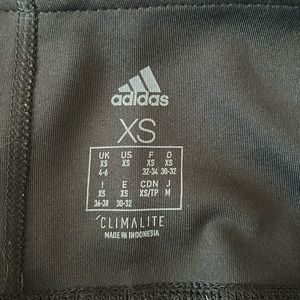 adidas
XS
UK US F D
XS XS XS XS
4-6 32-34 30-32
I E CDN J
XS XS XS/TP M
36-38 30-32
CLIMALITE
MADE IN INDONESIA